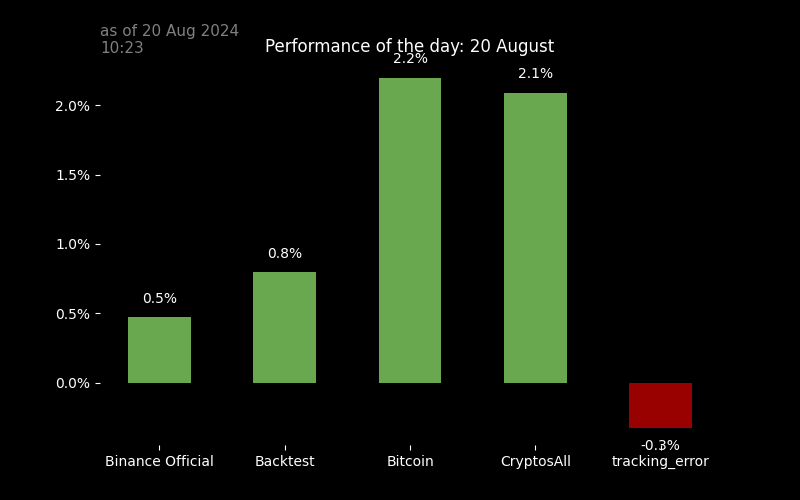 as of 20 Aug 2024
10:23
Performance of the day: 20 August
2.2%
2.1%
2.0%
1.5%
1.0%
0.8%
0.5%
0.5%
0.0%
-0.3%
Binance Official
Backtest
Bitcoin
CryptosAll
tracking_error